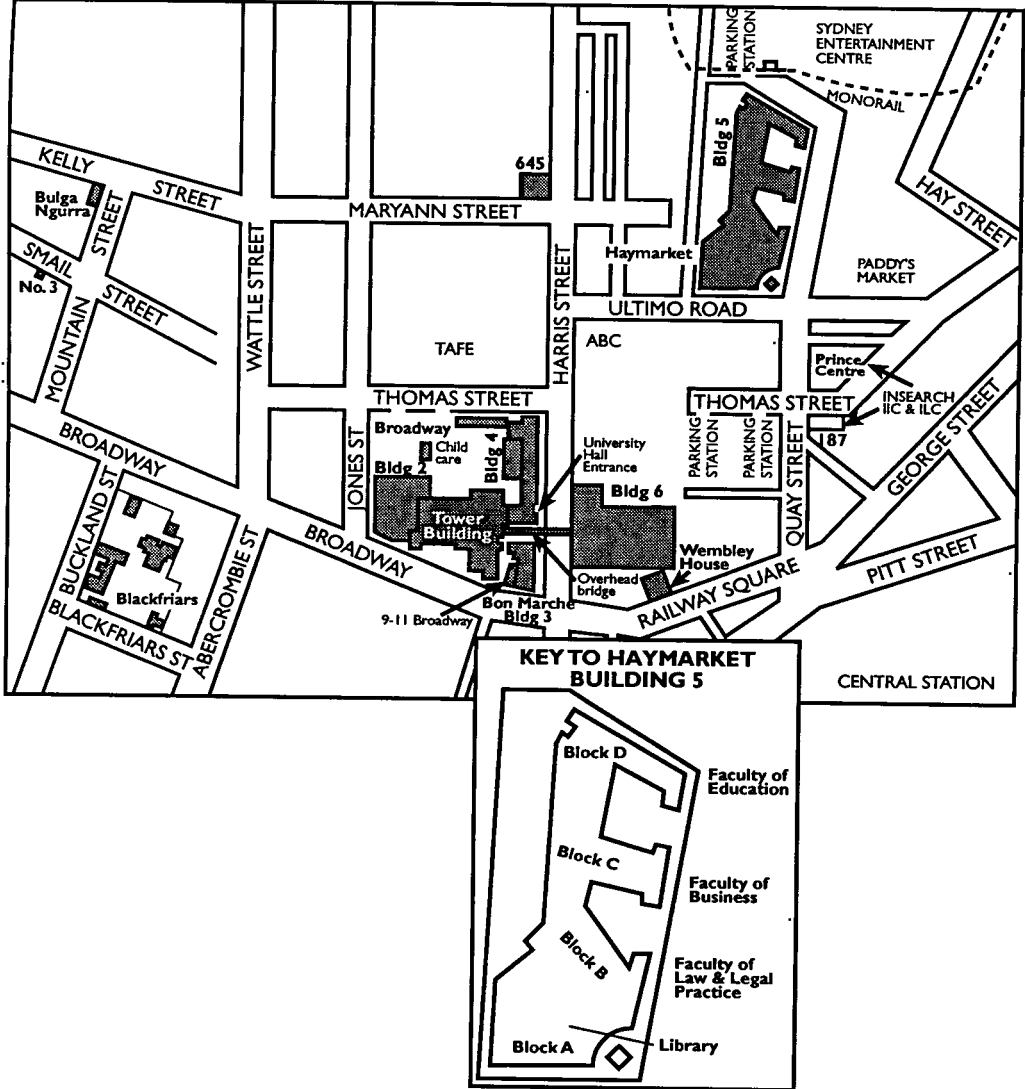 PARKING
STATION
SYDNEY
ENTERTAINMENT
CENTRE
MONORAIL
Bldg 5
KELLY
STREET
Bulga
Ngurra
STREET
645
MARYANN STREET
HAY STREET
SMAIL
STREET
No. 3
MOUNTAIN
WATTLE STREET
HARRIS STREET
Haymarket
PADDY'S
MARKET
ULTIMO ROAD
TAFE
ABC
Prince
Centre
THOMAS STREET
THOMAS STREET
INSEARCH
IIC & ILC
187
BROADWAY
JONES ST
Broadway
Child
care
Bldg 4
Bldg 2
University
Hall
Entrance
PARKING
STATION
PARKING
STATION
QUAY STREET
GEORGE STREET
Bldg 6
Tower
Building
BUCKLAND ST
Blackfriars
BLACKFRIARS ST
ABERCROMBIE ST
BROADWAY
Overhead
bridge
Wembley
House
RAILWAY SQUARE
PITT STREET
9-11 Broadway
Bon Marche
Bldg 3
CENTRAL STATION
KEY TO HAYMARKET
BUILDING 5
Block D
Faculty of
Education
Block C
Faculty of
Business
Block B
Faculty of
Law & Legal
Practice
Block A
Library